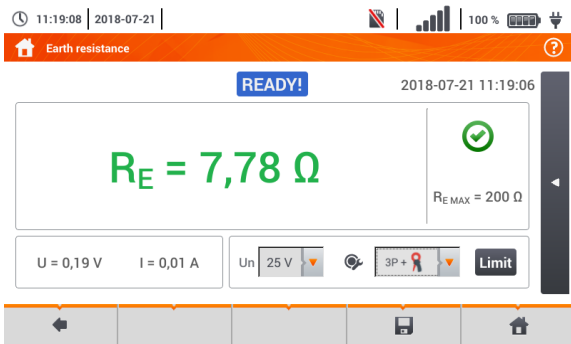 11:19:08 2018-07-21 100 %
Earth resistance ?
READY! 2018-07-21 11:19:06
RE = 7,78 Ω
RE MAX = 200 Ω
U = 0,19 V I = 0,01 A Un 25 V 3P + Limit